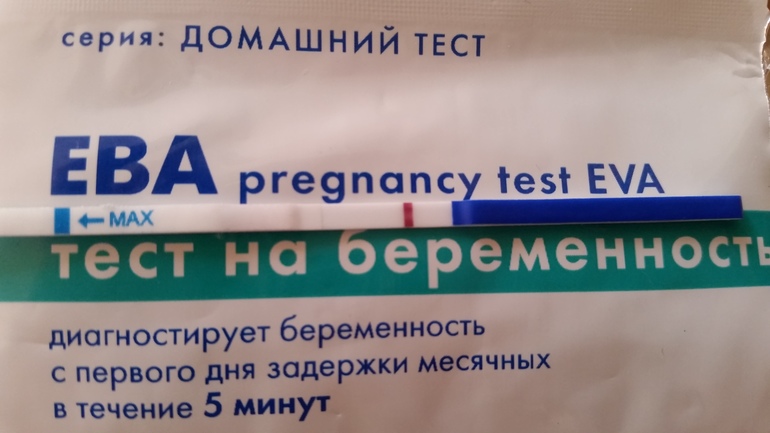 серия: ДОМАШНИЙ ТЕСТ
ЕВА pregnancy test EVA
MAX
тест на беременность
диагностирует беременность
с первого дня задержки месячных
в течение 5 минут